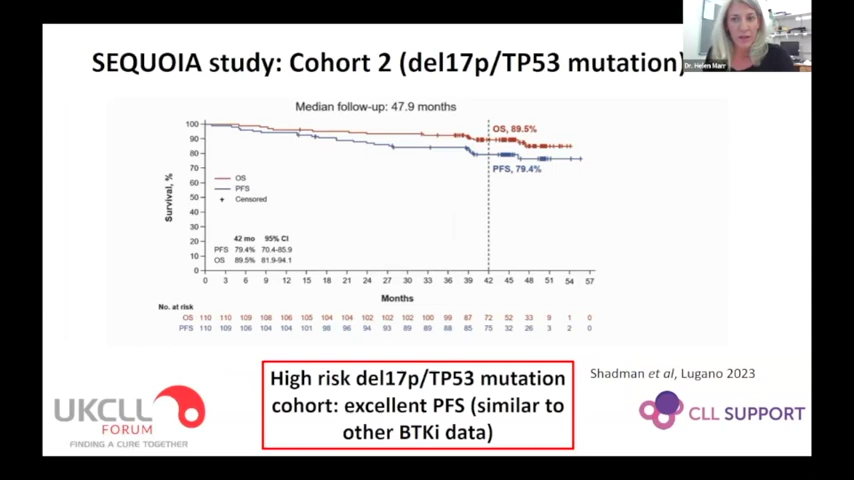 SEQUOIA study: Cohort 2 (del17p/TP53 mutation)
Dr. Helen Marr
Median follow-up: 47.9 months
Survival, %
100
90
80
70
60
50
40
30
20
10
0
OS, 89.5%
PFS, 79.4%
OS
PFS
Censored
42 mo 95% CI
PFS 79.4% 70.4-85.9
OS 89.5% 81.9-94.1
0 3 6 9 12 15 18 21 24 27 30 33 36 39 42 45 48 51 54 57
Months
No. at risk
OS 110 110 109 108 106 105 104 104 102 102 102 100 99 87 72 52 33 9 1 0
PFS 110 109 106 104 104 101 98 96 94 93 89 89 88 85 75 32 26 3 2 0
High risk del17p/TP53 mutation
cohort: excellent PFS (similar to
other BTKi data)
Shadman et al, Lugano 2023
UKCLL
FORUM
FINDING A CURE TOGETHER
CLL SUPPORT